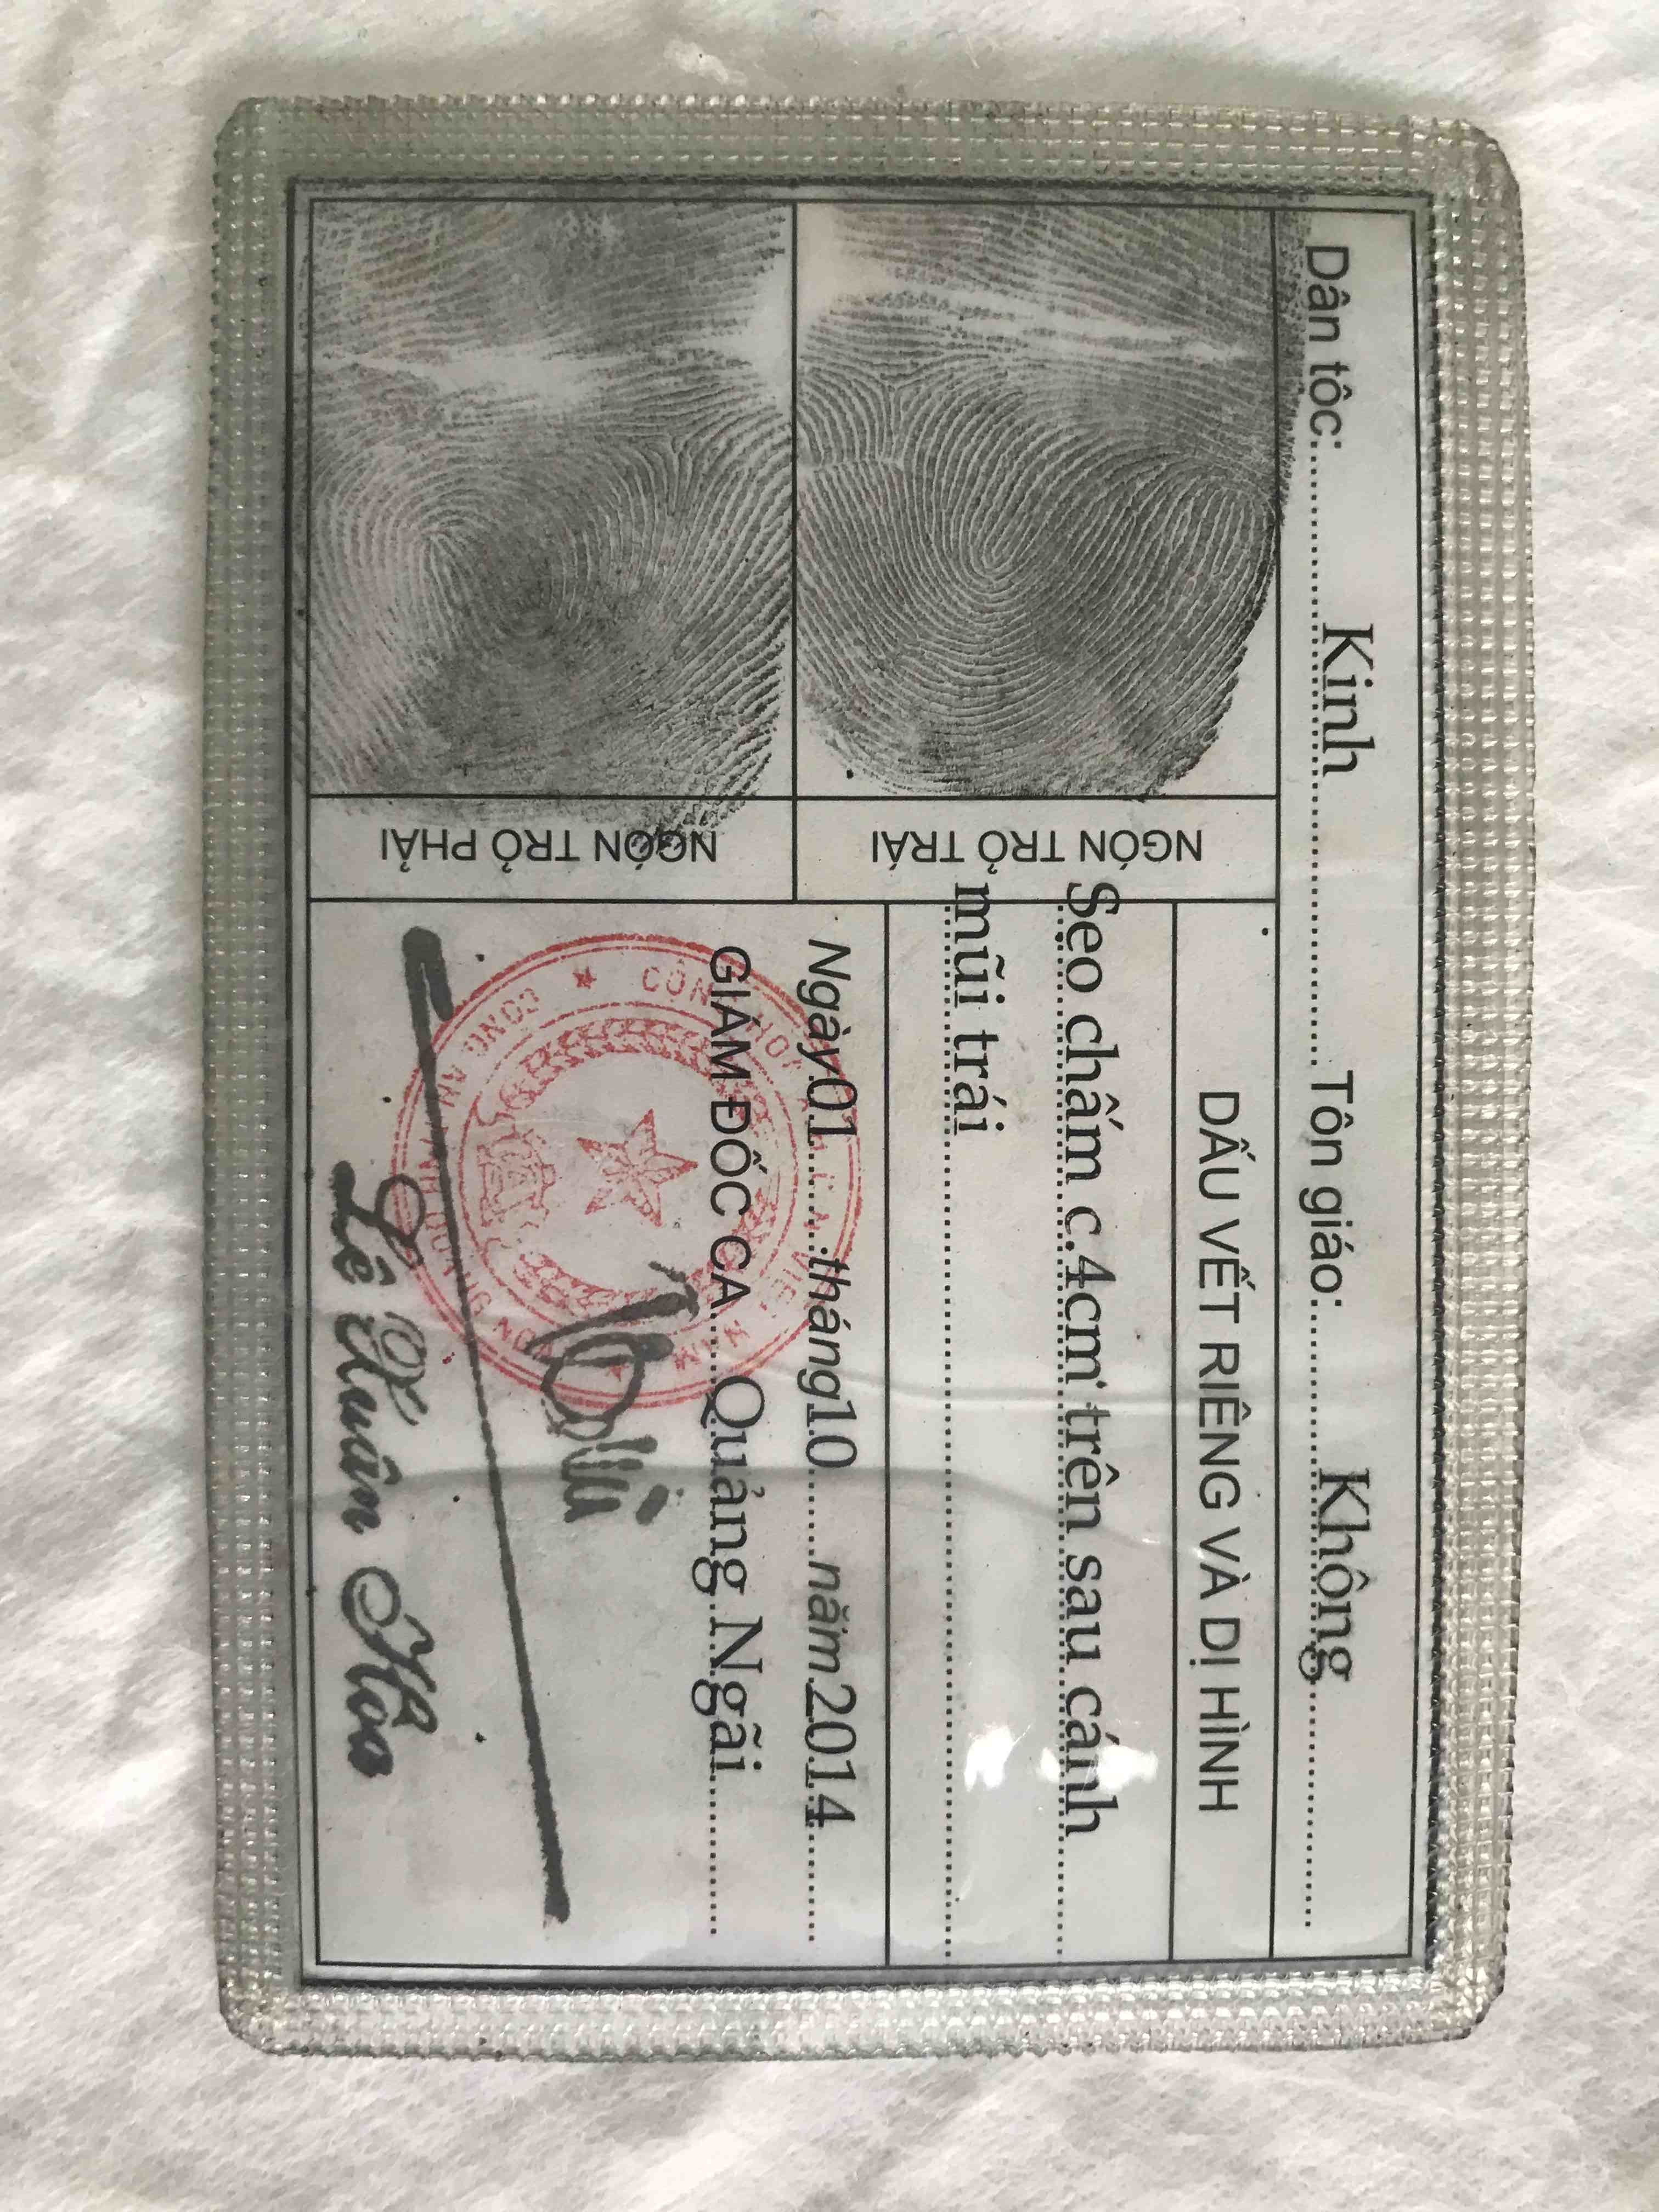 Dân tộc: Kinh Tôn giáo: Không
NGÓN TRỎ TRÁI
DẤU VẾT RIÊNG VÀ DỊ HÌNH
Sẹo chấm c.4cm trên sau cánh
mũi trái
NGÓN TRỎ PHẢI
Ngày 01 tháng 10 năm 2014
GIÁM ĐỐC CA Quảng Ngãi
Lê Xuân Hòa